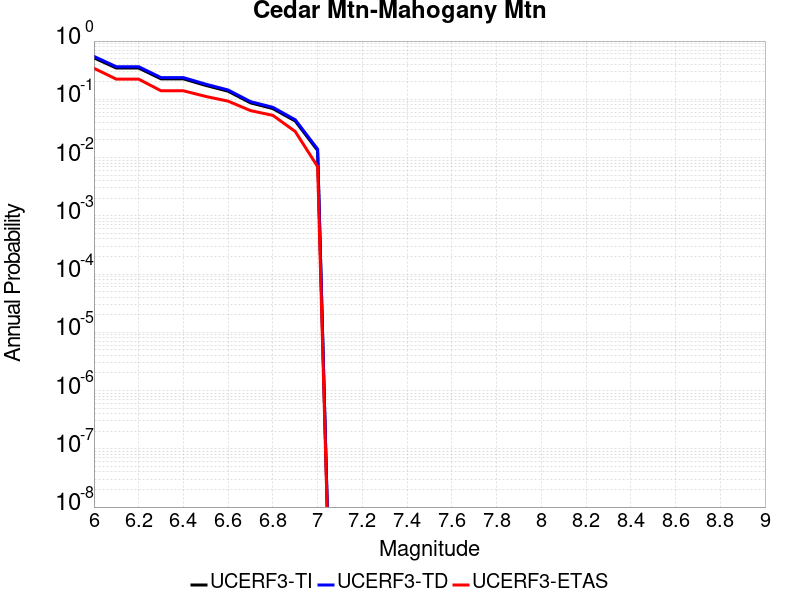 Cedar Mtn-Mahogany Mtn
Annual Probability
10^0
10^-1
10^-2
10^-3
10^-4
10^-5
10^-6
10^-7
10^-8
6 6.2 6.4 6.6 6.8 7 7.2 7.4 7.6 7.8 8 8.2 8.4 8.6 8.8 9
Magnitude
UCERF3-TI UCERF3-TD UCERF3-ETAS